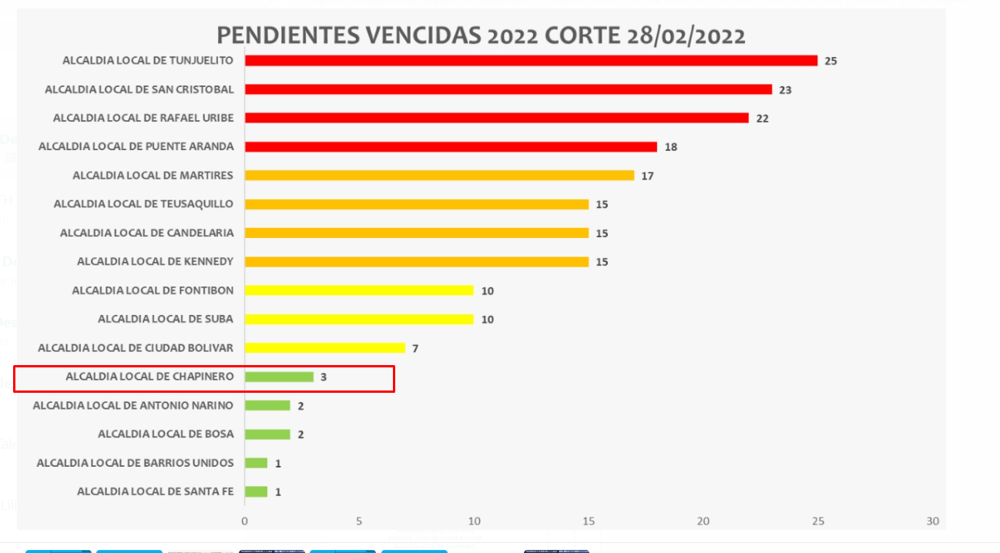 PENDIENTES VENCIDAS 2022 CORTE 28/02/2022
ALCALDIA LOCAL DE TUNJUELITO 25
ALCALDIA LOCAL DE SAN CRISTOBAL 23
ALCALDIA LOCAL DE RAFAEL URIBE 22
ALCALDIA LOCAL DE PUENTE ARANDA 18
ALCALDIA LOCAL DE MARTIRES 17
ALCALDIA LOCAL DE TEUSAQUILLO 15
ALCALDIA LOCAL DE CANDELARIA 15
ALCALDIA LOCAL DE KENNEDY 15
ALCALDIA LOCAL DE FONTIBON 10
ALCALDIA LOCAL DE SUBA 10
ALCALDIA LOCAL DE CIUDAD BOLIVAR 7
ALCALDIA LOCAL DE CHAPINERO 3
ALCALDIA LOCAL DE ANTONIO NARINO 2
ALCALDIA LOCAL DE BOSA 2
ALCALDIA LOCAL DE BARRIOS UNIDOS 1
ALCALDIA LOCAL DE SANTA FE 1
0 5 10 15 20 25 30